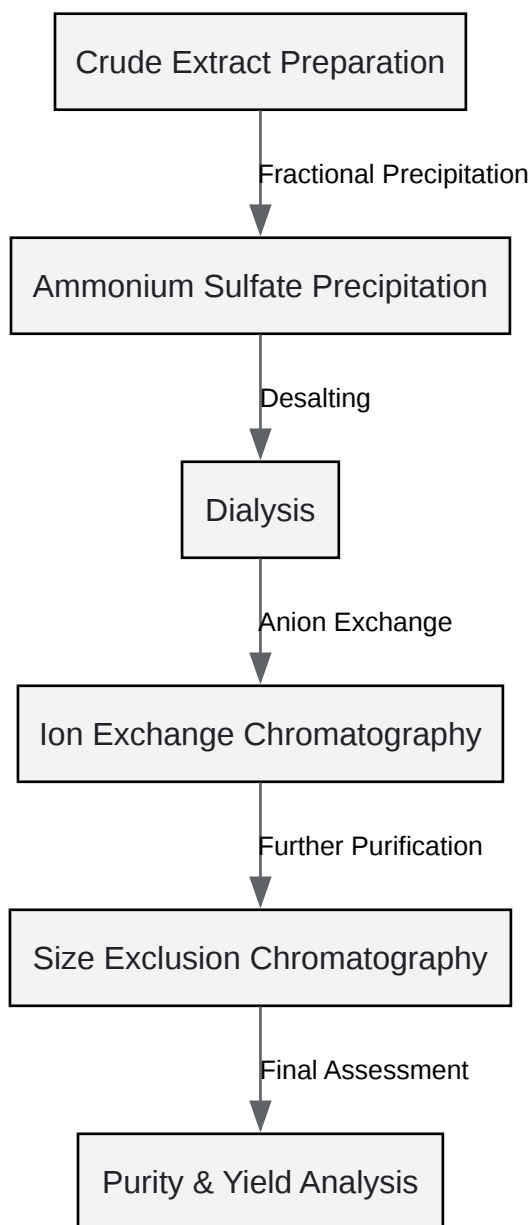 Crude Extract Preparation
Fractional Precipitation
Ammonium Sulfate Precipitation
Desalting
Dialysis
Anion Exchange
Ion Exchange Chromatography
Further Purification
Size Exclusion Chromatography
Final Assessment
Purity & Yield Analysis